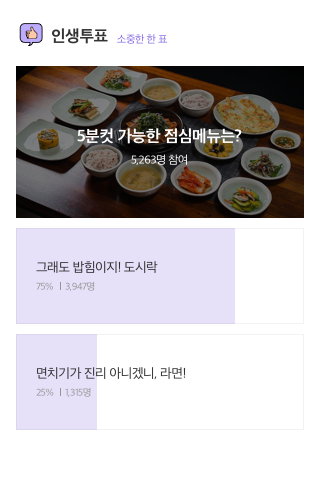 인생투표 소중한 한 표
5분컷 가능한 점심메뉴는?
5,263명 참여
그래도 밥힘이지! 도시락
75% | 3,947명
면치기가 진리 아니겠니, 라면!
25% | 1,315명